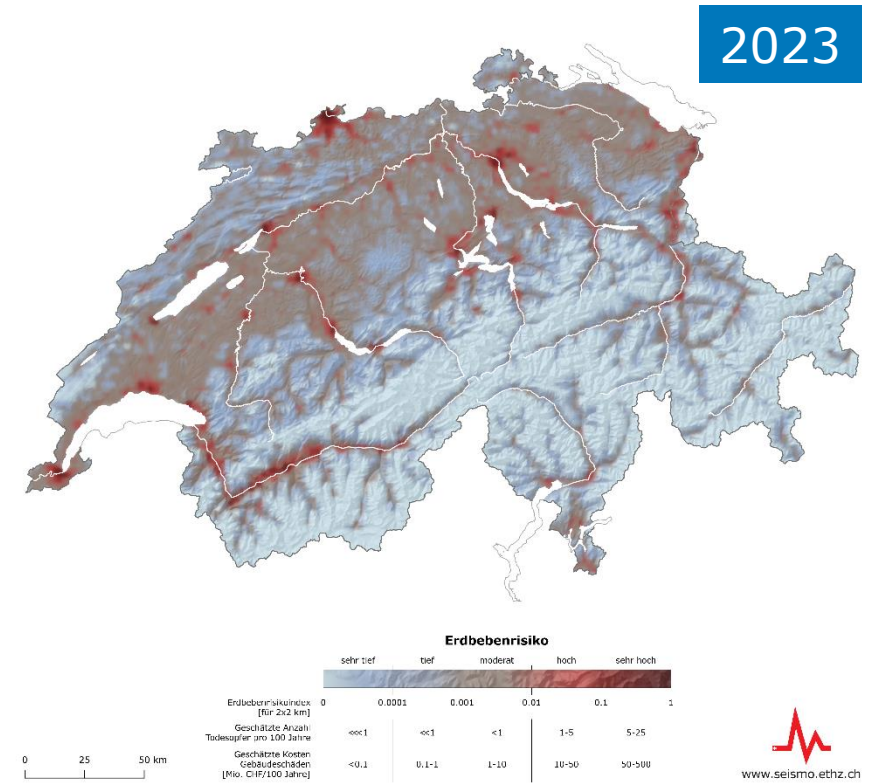 2023
Erdbebenrisiko
sehr tief tief moderat hoch sehr hoch
Erdbebenrisikoindex 0 0.0001 0.001 0.01 0.1 1
[für 2x2 km]
Geschätzte Anzahl
Todesopfer pro 100 Jahre <<<1 <<1 <1 1-5 5-25
Geschätzte Kosten
Gebäudeschäden <0.1 0.1-1 1-10 10-50 50-500
[Mio. CHF/100 Jahre]
0 25 50 km
www.seismo.ethz.ch